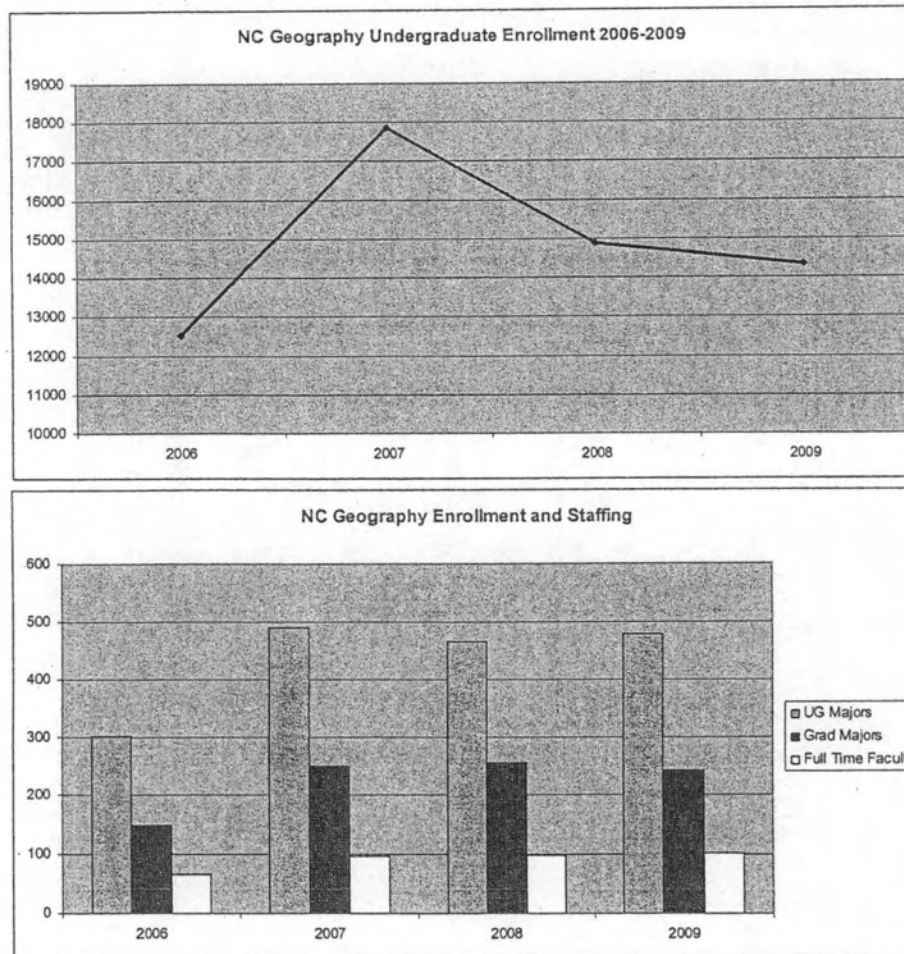 NC Geography Undergraduate Enrollment 2006-2009
19000
18000
17000
16000
15000
14000
13000
12000
11000
10000
2006 2007 2008 2009
NC Geography Enrollment and Staffing
600
500
400
300
200
100
0
2006 2007 2008 2009
UG Majors
Grad Majors
Full Time Facul